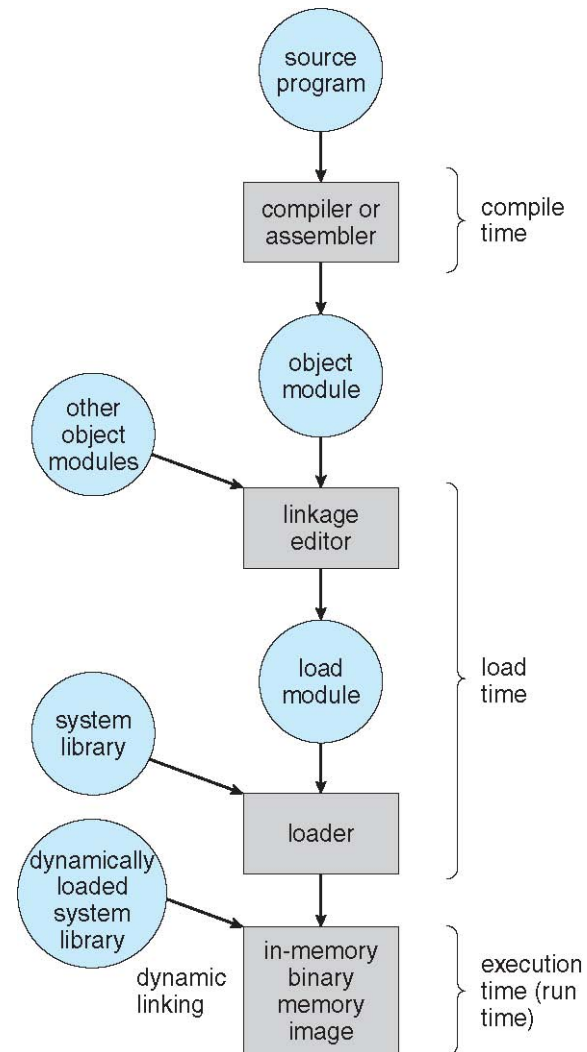 source
program
compiler or
assembler
compile
time
object
module
other
object
modules
linkage
editor
load
module
load
time
system
library
loader
dynamically
loaded
system
library
dynamic
linking
in-memory
binary
memory
image
execution
time (run
time)